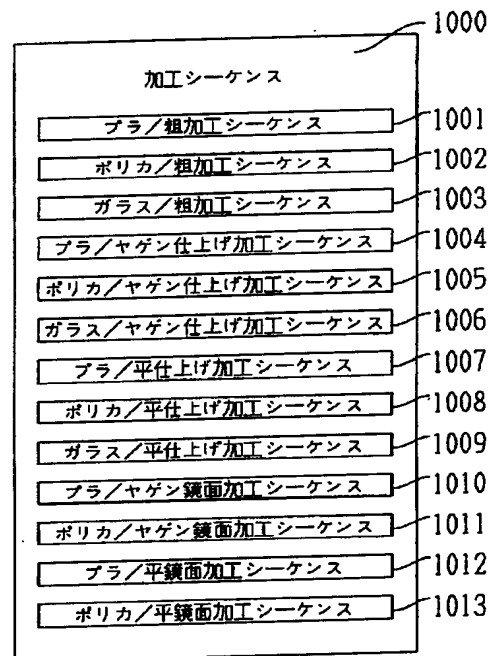 1000
加工シーケンス
プラ／粗加工シーケンス 1001
ポリカ／粗加工シーケンス 1002
ガラス／粗加工シーケンス 1003
プラ／ヤゲン仕上げ加工シーケンス 1004
ポリカ／ヤゲン仕上げ加工シーケンス 1005
ガラス／ヤゲン仕上げ加工シーケンス 1006
プラ／平仕上げ加工シーケンス 1007
ポリカ／平仕上げ加工シーケンス 1008
ガラス／平仕上げ加工シーケンス 1009
プラ／ヤゲン鏡面加工シーケンス 1010
ポリカ／ヤゲン鏡面加工シーケンス 1011
プラ／平鏡面加工シーケンス 1012
ポリカ／平鏡面加工シーケンス 1013